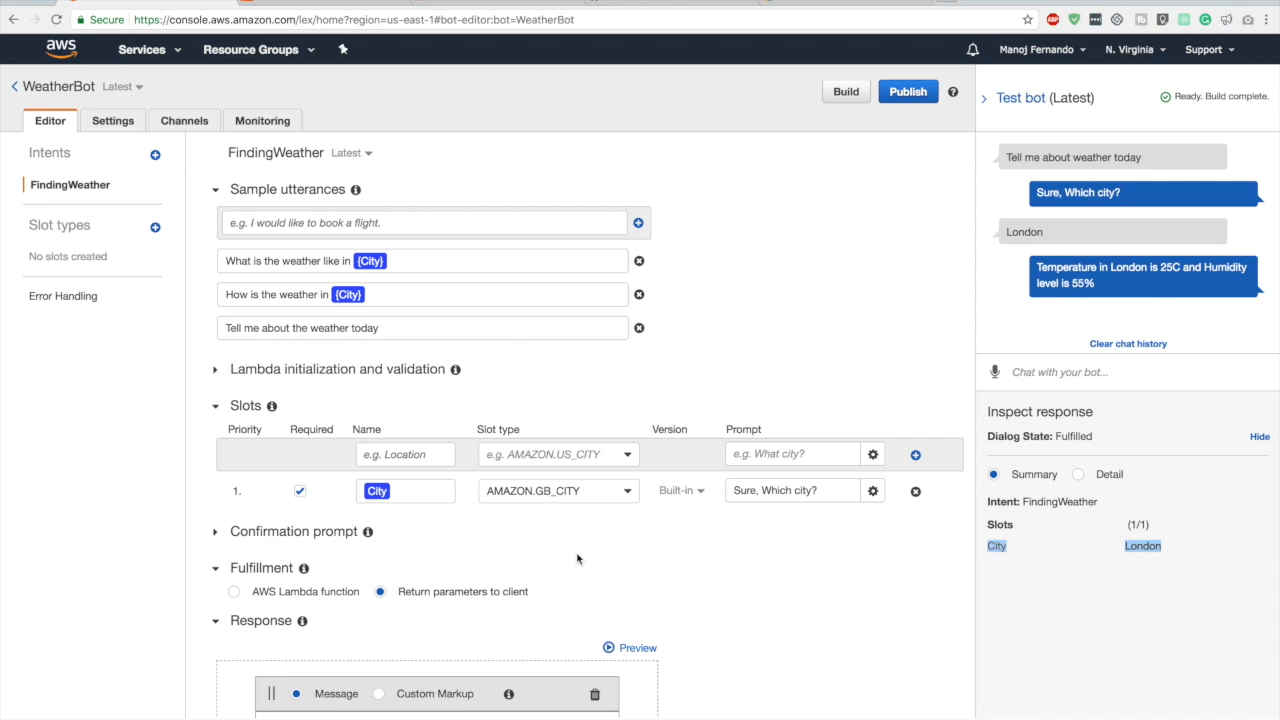 Secure https://console.aws.amazon.com/lex/home?region=us-east-1#bot-editor:bot=WeatherBot
ABP
aws Services Resource Groups Manoj Fernando N. Virginia Support
WeatherBot Latest Build Publish ?
Test bot (Latest) Ready. Build complete.
Editor Settings Channels Monitoring
Intents
FindingWeather
Slot types
No slots created
Error Handling
FindingWeather Latest
Sample utterances
e.g. I would like to book a flight.
What is the weather like in {City}
How is the weather in {City}
Tell me about the weather today
Lambda initialization and validation
Slots
Priority Required Name Slot type Version Prompt
e.g. Location e.g. AMAZON.US_CITY e.g. What city?
1. City AMAZON.GB_CITY Built-in Sure, Which city?
Confirmation prompt
Fulfillment
AWS Lambda function Return parameters to client
Response
Preview
Message Custom Markup
Tell me about weather today
Sure, Which city?
London
Temperature in London is 25C and Humidity
level is 55%
Clear chat history
Chat with your bot...
Inspect response
Dialog State: Fulfilled Hide
Summary Detail
Intent: FindingWeather
Slots (1/1)
City London